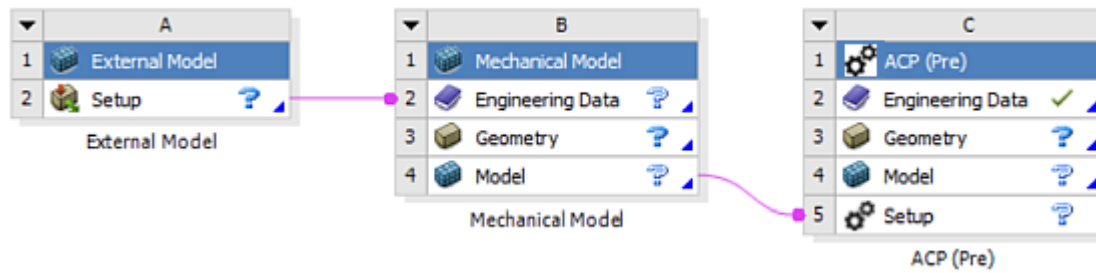 A
1 External Model
2 Setup ?
External Model
B
1 Mechanical Model
2 Engineering Data ?
3 Geometry ?
4 Model ?
Mechanical Model
C
1 ACP (Pre)
2 Engineering Data ✓
3 Geometry ?
4 Model ?
5 Setup ?
ACP (Pre)